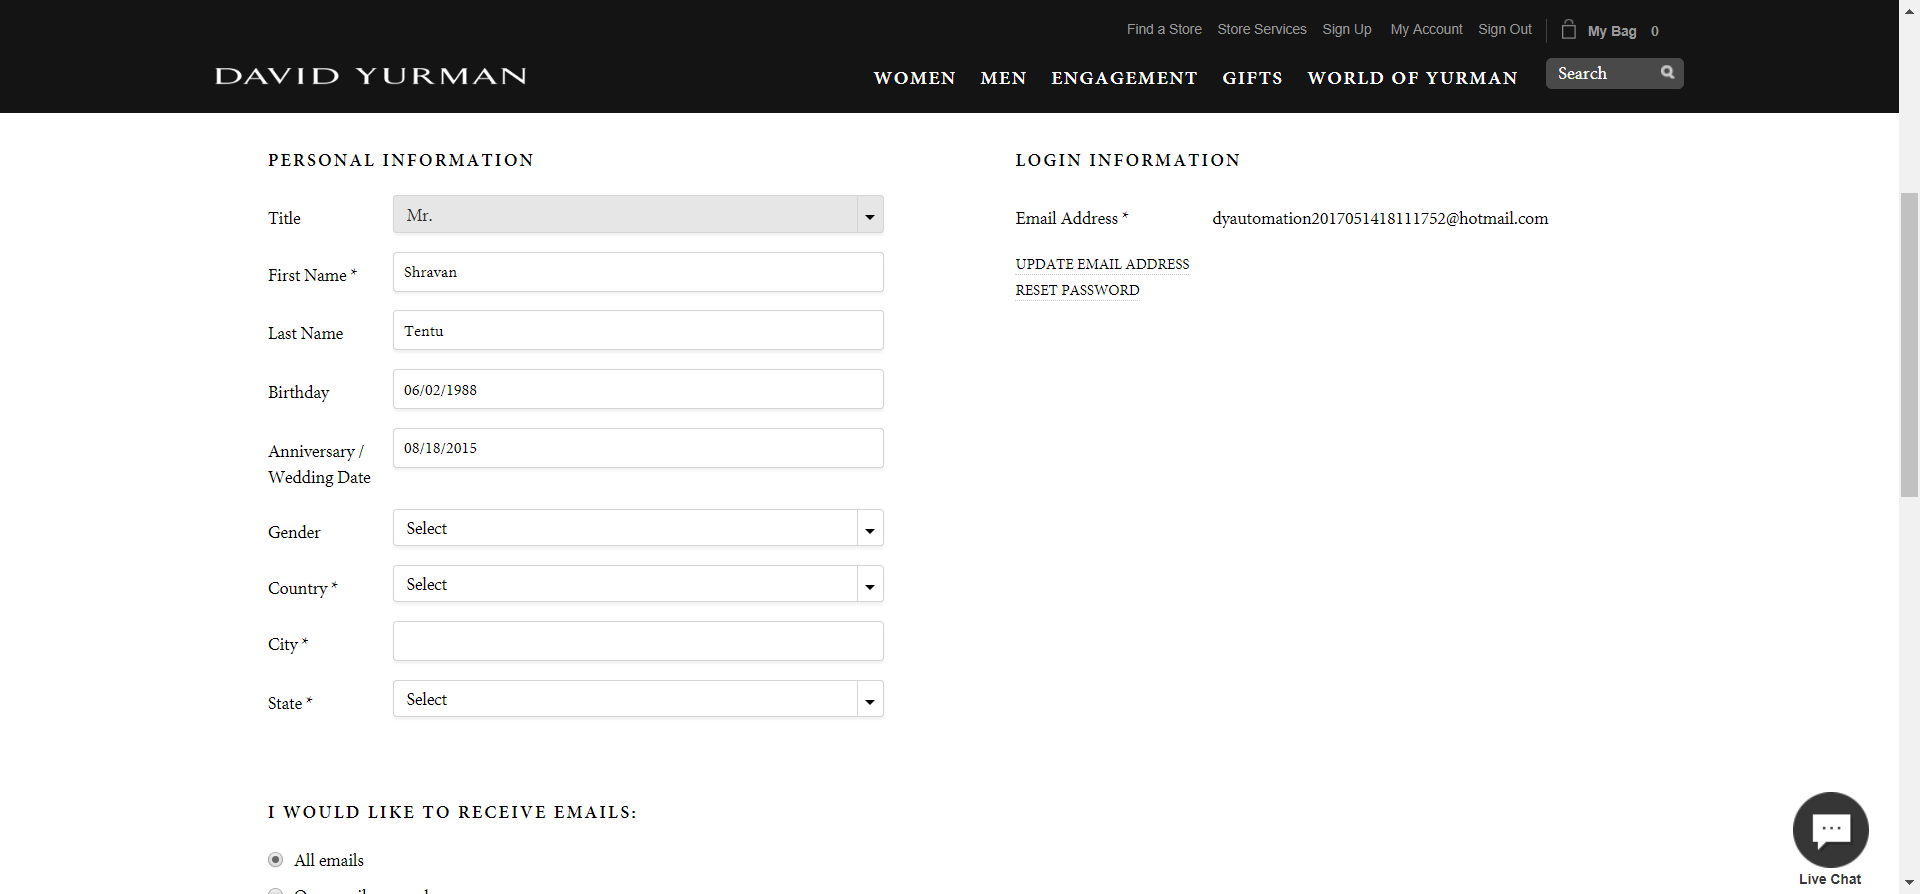 Find a Store Store Services Sign Up My Account Sign Out My Bag 0
DAVID YURMAN
WOMEN MEN ENGAGEMENT GIFTS WORLD OF YURMAN Search
PERSONAL INFORMATION
Title Mr.
First Name * Shravan
Last Name Tentu
Birthday 06/02/1988
Anniversary / 08/18/2015
Wedding Date
Gender Select
Country * Select
City *
State * Select
LOGIN INFORMATION
Email Address * dyautomation2017051418111752@hotmail.com
UPDATE EMAIL ADDRESS
RESET PASSWORD
I WOULD LIKE TO RECEIVE EMAILS:
All emails
Live Chat